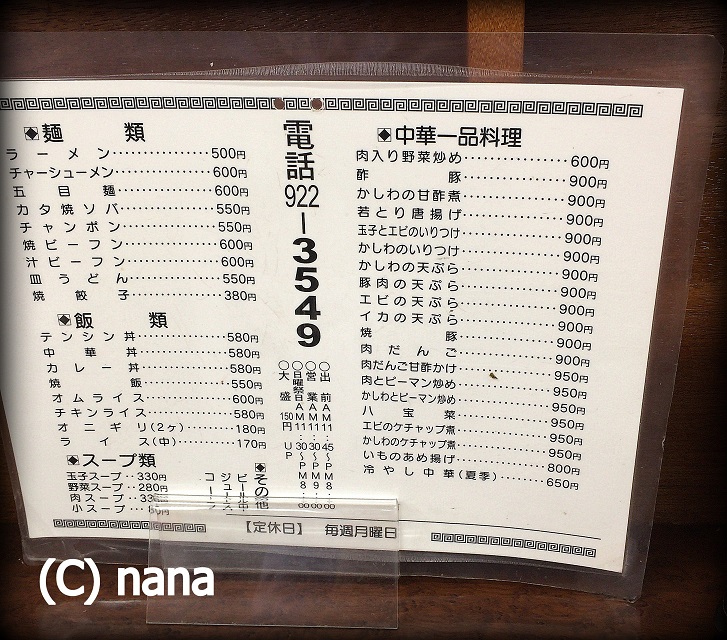 ◈麺 類
ラーメン 500円
チャーシューメン 600円
五目麺 600円
カタ焼ソバ 550円
チャンポン 550円
焼ビーフン 600円
汁ビーフン 600円
皿うどん 550円
焼餃子 380円
◈飯 類
テンシン丼 580円
中華丼 580円
カレー丼 580円
焼飯 550円
オムライス 600円
チキンライス 580円
オニギリ(2ヶ) 180円
ライス(中) 170円
◈スープ類
玉子スープ 330円
野菜スープ 280円
肉スープ
小スープ
電話922-3549
〇出前AM11:45〜PM8:00
〇営業AM11:30〜PM9:00
〇日曜祭日AM11:30〜PM8:00
〇大盛 150円UP
◈その他
ビール中
ジュース
コーラ
◈中華一品料理
肉入り野菜炒め 600円
酢豚 900円
かしわの甘酢煮 900円
若とり唐揚げ 900円
玉子とエビのいりつけ 900円
かしわのいりつけ 900円
かしわの天ぷら 900円
豚肉の天ぷら 900円
エビの天ぷら 900円
イカの天ぷら 900円
焼豚 900円
肉だんご 900円
肉だんご甘酢かけ 950円
肉とピーマン炒め 950円
かしわとピーマン炒め 950円
八宝菜 950円
エビのケチャップ煮 950円
かしわのケチャップ煮 950円
いものあめ揚げ 800円
冷やし中華(夏季) 650円
【定休日】 毎週月曜日
(C) nana